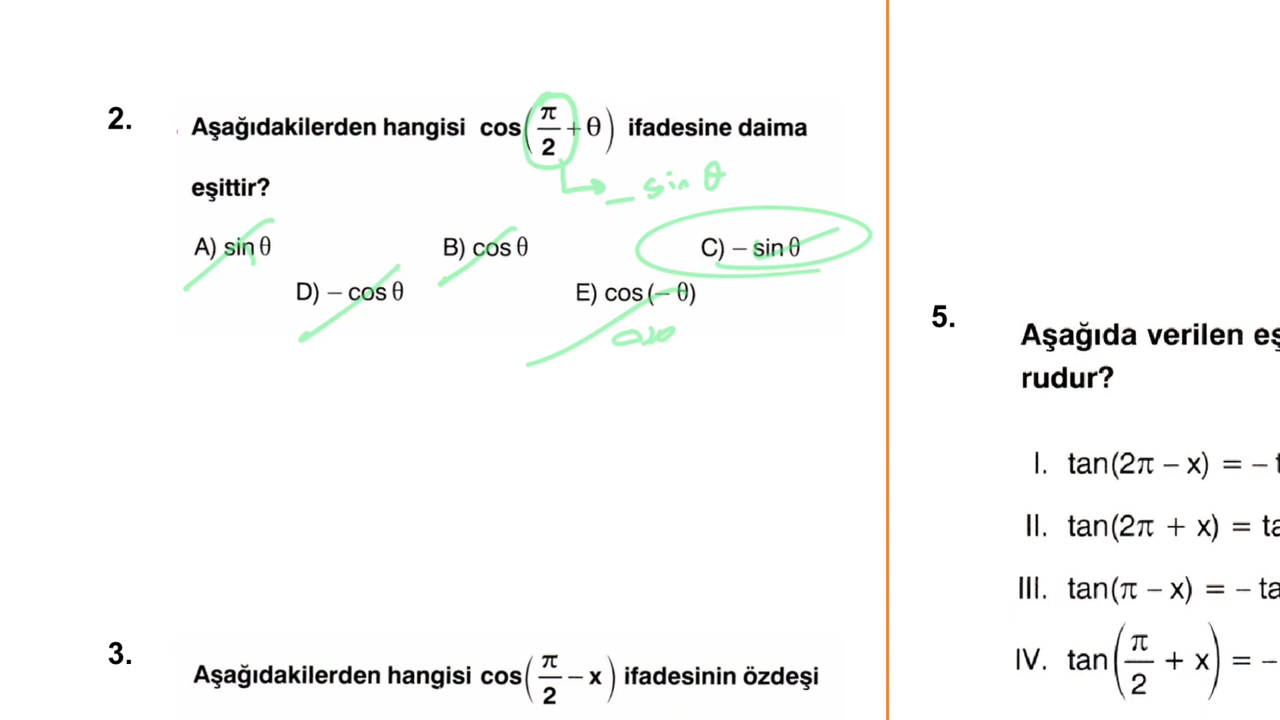 2.
Aşağıdakilerden hangisi cos(π/2 + θ) ifadesine daima
eşittir?
– sin θ
A) sin θ B) cos θ C) – sin θ
D) – cos θ E) cos (– θ)
3.
Aşağıdakilerden hangisi cos(π/2 – x) ifadesinin özdeşi
5.
Aşağıda verilen eş
rudur?
I. tan(2π – x) = – t
II. tan(2π + x) = ta
III. tan(π – x) = – ta
IV. tan(π/2 + x) = –